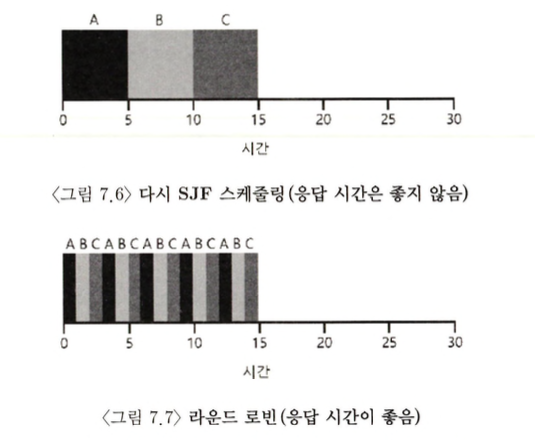 A B C
0 5 10 15 20 25 30
시간
<그림 7.6> 다시 SJF 스케줄링(응답 시간은 좋지 않음)
A B C A B C A B C A B C A B C
0 5 10 15 20 25 30
시간
<그림 7.7> 라운드 로빈(응답 시간이 좋음)